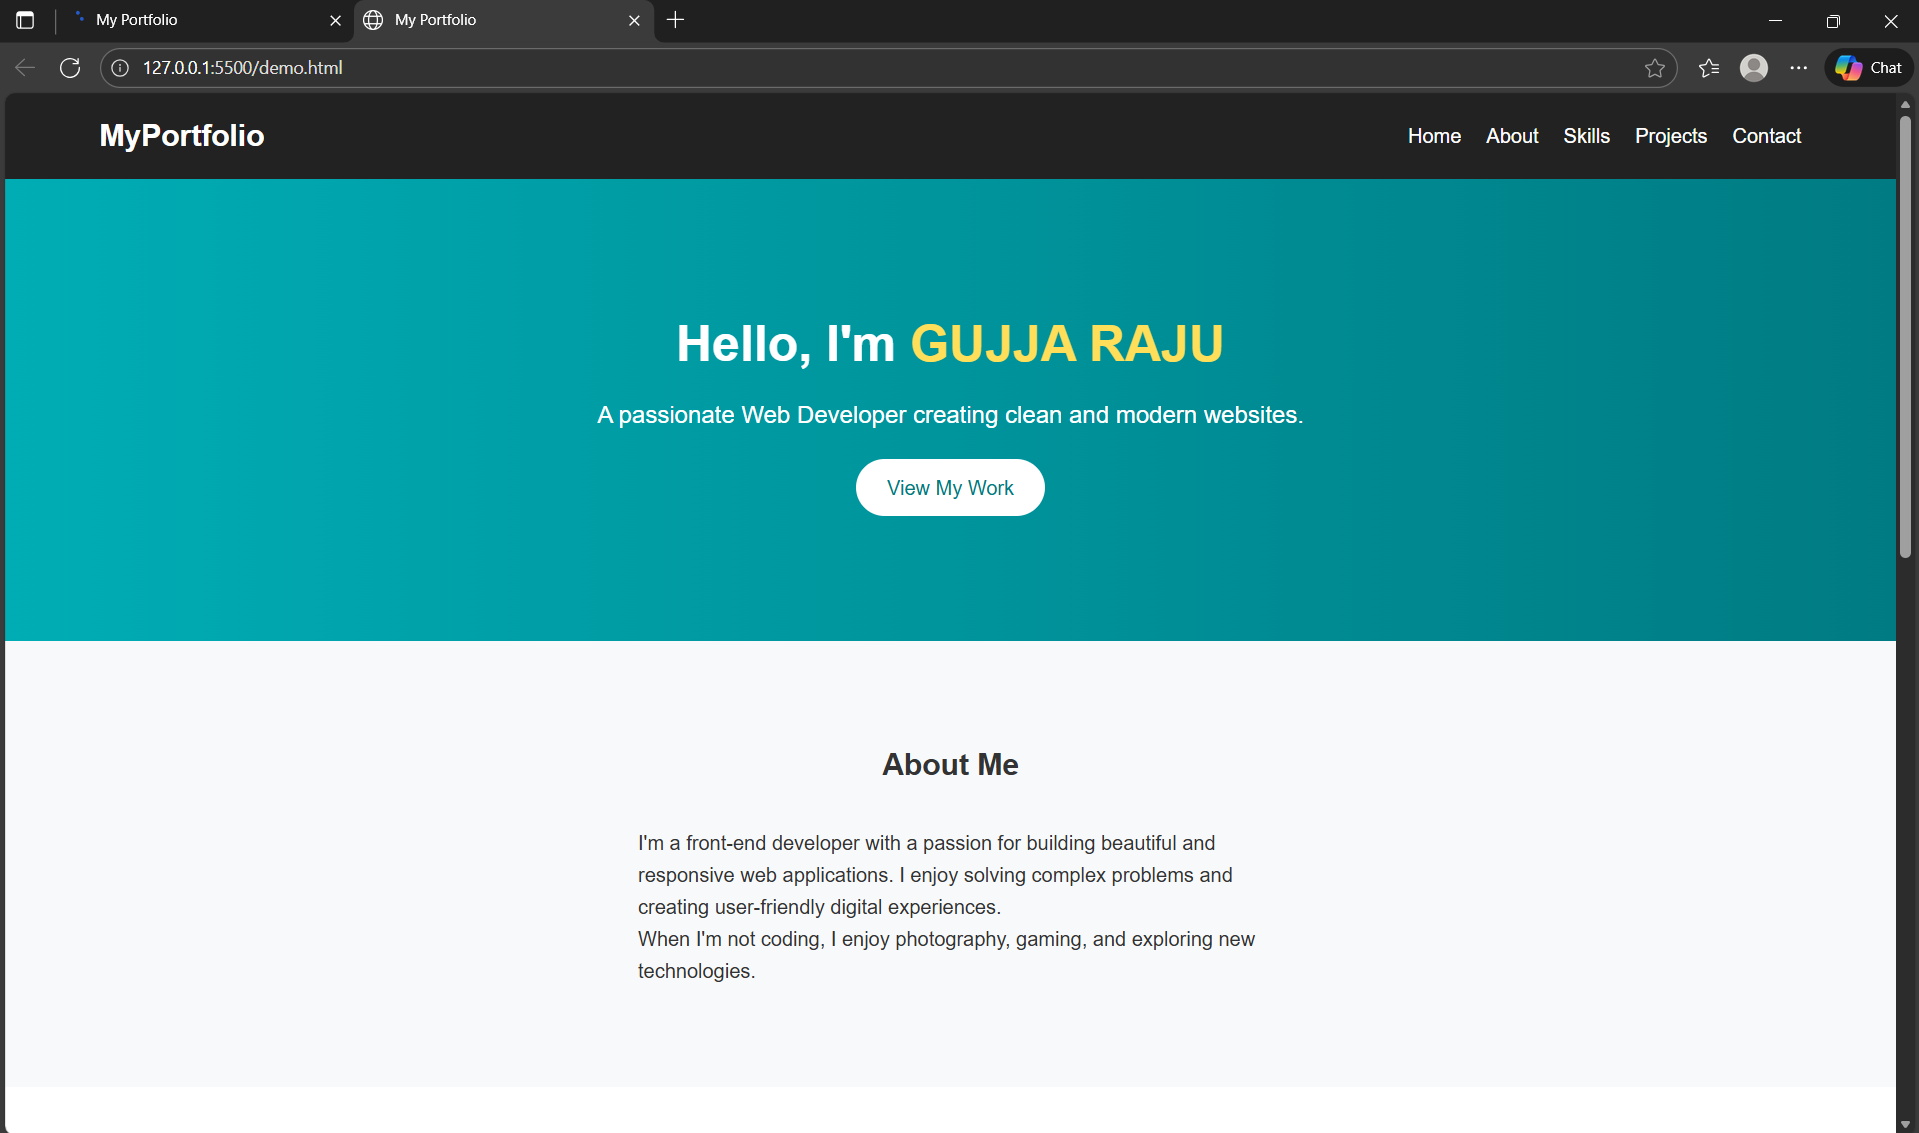 My Portfolio
My Portfolio
127.0.0.1:5500/demo.html
Chat
MyPortfolio
Home About Skills Projects Contact
Hello, I'm GUJJA RAJU
A passionate Web Developer creating clean and modern websites.
View My Work
About Me
I'm a front-end developer with a passion for building beautiful and
responsive web applications. I enjoy solving complex problems and
creating user-friendly digital experiences.
When I'm not coding, I enjoy photography, gaming, and exploring new
technologies.